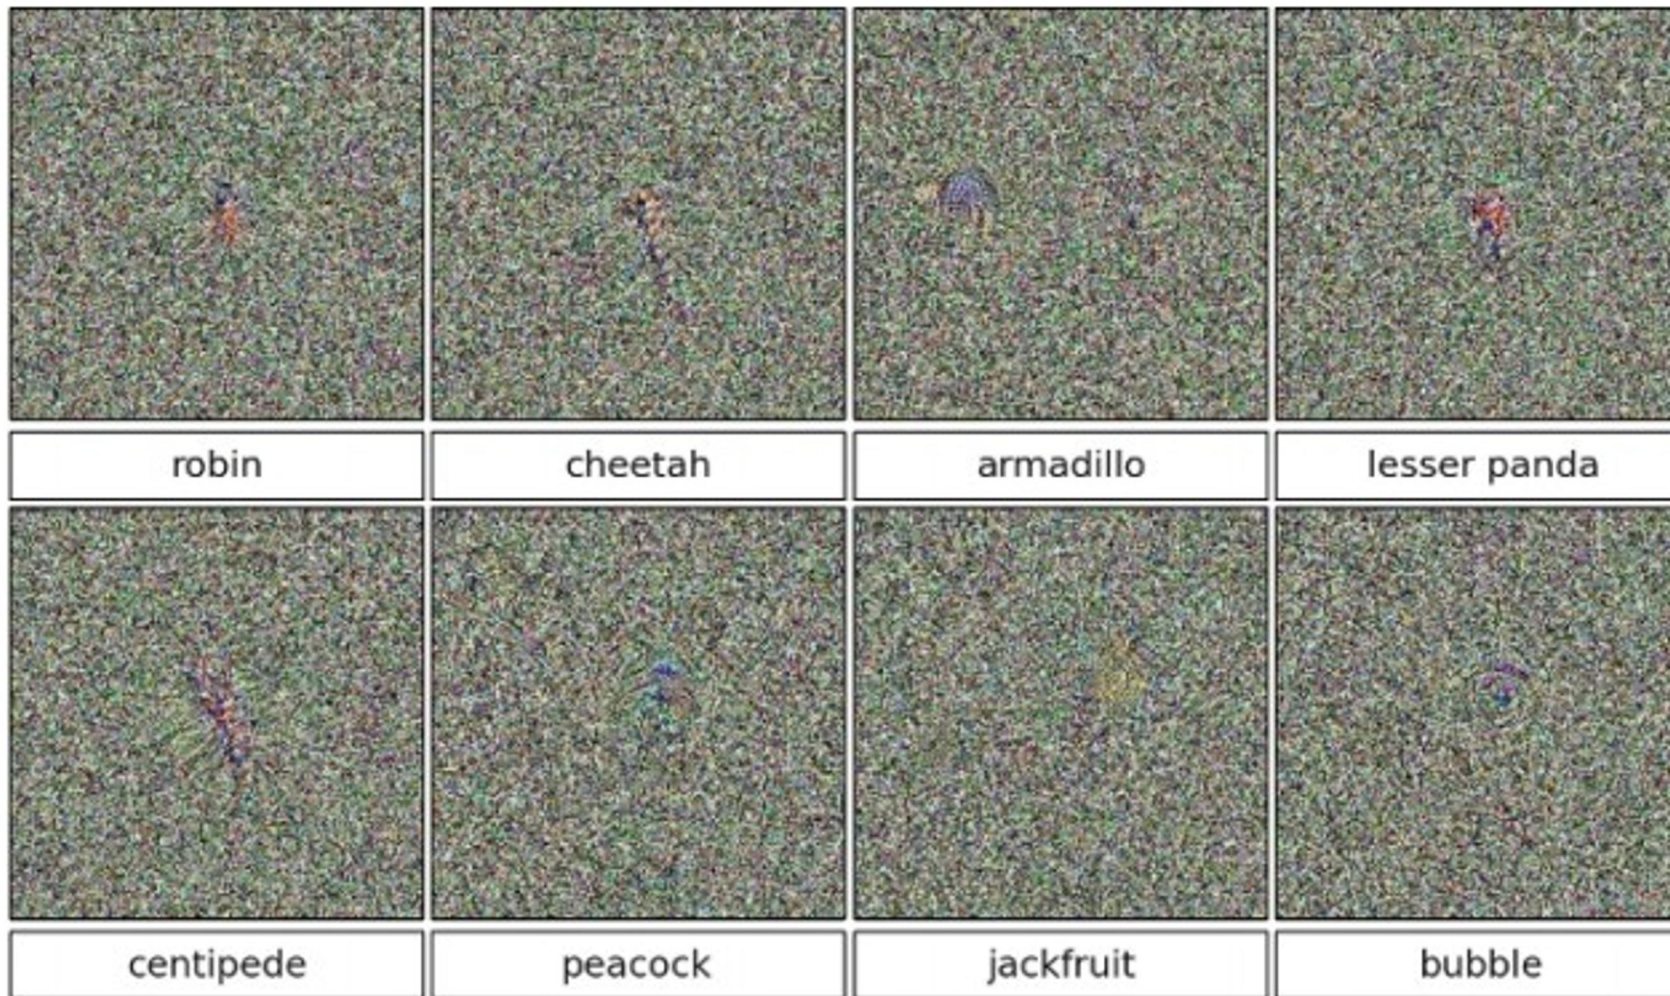 robin
cheetah
armadillo
lesser panda
centipede
peacock
jackfruit
bubble